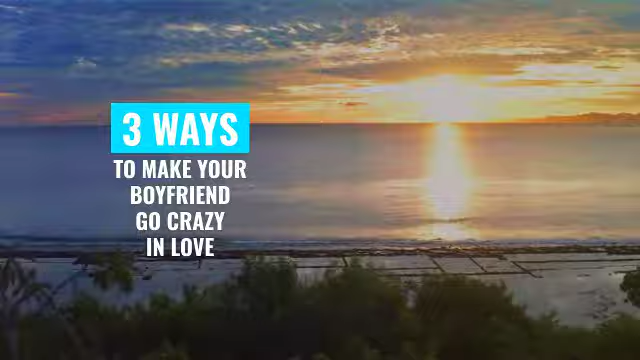 3 WAYS
TO MAKE YOUR
BOYFRIEND
GO CRAZY
IN LOVE